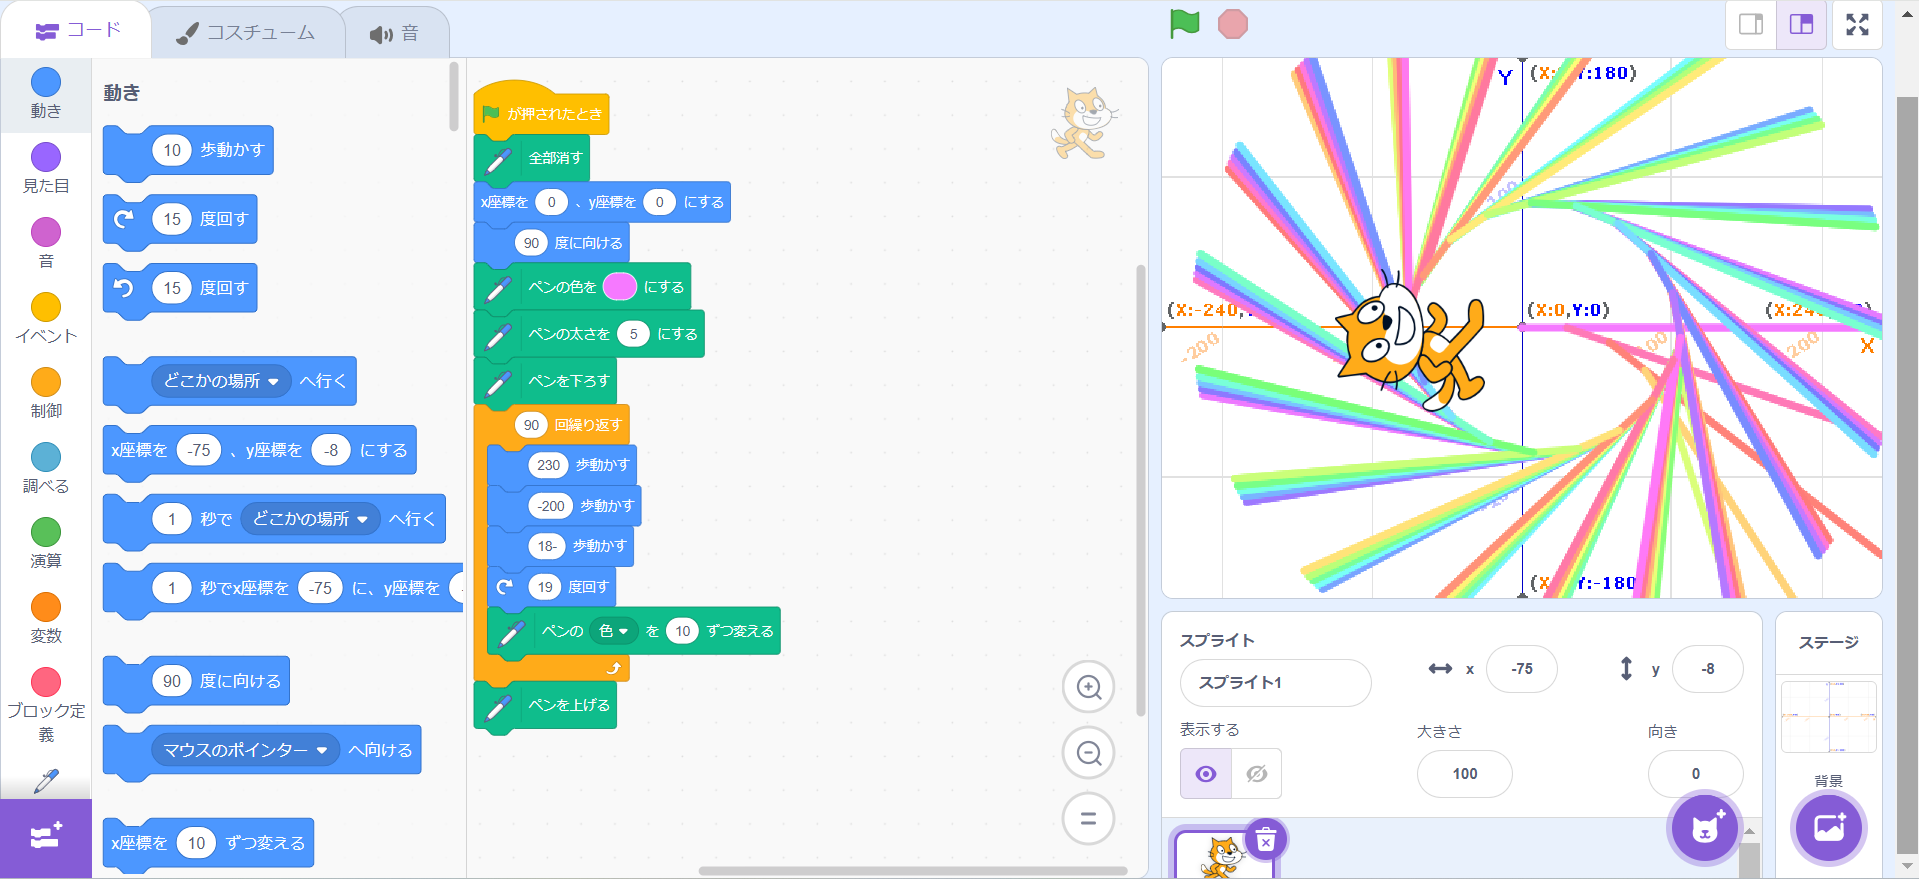 コード
コスチューム
音
動き
見た目
音
イベント
制御
調べる
演算
変数
ブロック定
義
動き
10 歩動かす
15 度回す
15 度回す
どこかの場所 へ行く
x座標を -75 、y座標を -8 にする
1 秒で どこかの場所 へ行く
1 秒でx座標を -75 に、y座標を
90 度に向ける
マウスのポインター へ向ける
x座標を 10 ずつ変える
が押されたとき
全部消す
x座標を 0 、y座標を 0 にする
90 度に向ける
ペンの色を にする
ペンの太さを 5 にする
ペンを下ろす
90 回繰り返す
230 歩動かす
-200 歩動かす
18- 歩動かす
19 度回す
ペンの 色 を 10 ずつ変える
ペンを上げる
Y (X: Y:180)
100
(X:-240, (X:0,Y:0) (X:24
-200 100 200 X
(X Y:-180
スプライト
スプライト1
x -75 y -8
表示する 大きさ 向き
100 0
ステージ
背景